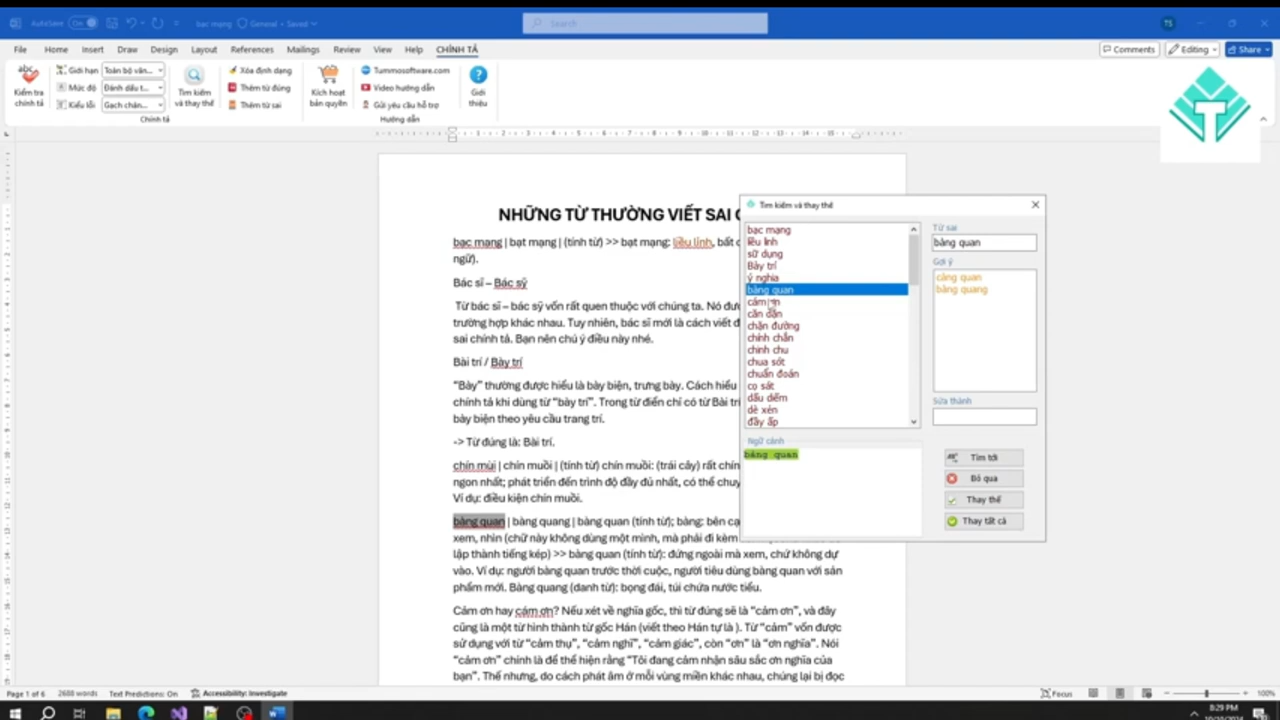 AutoSave On bạc mạng General • Saved Search TS
File Home Insert Draw Design Layout References Mailings Review View Help CHÍNH TẢ Comments Editing Share
Kiểm tra chính tả
Giới hạn Toàn bộ văn...
Mức độ Đánh dấu t...
Kiểu lỗi Gạch chân...
Tìm kiếm và thay thế
Xóa định dạng
Thêm từ đúng
Thêm từ sai
Kích hoạt bản quyền
Tummosoftware.com
Video hướng dẫn
Gửi yêu cầu hỗ trợ
Giới thiệu
Chính tả Hướng dẫn
NHỮNG TỪ THƯỜNG VIẾT SAI
bạc mạng | bạt mạng | (tính từ) >> bạt mạng: liều lĩnh, bất
ngữ).
Bác sĩ – Bác sỹ
Từ bác sĩ – bác sỹ vốn rất quen thuộc với chúng ta. Nó
trường hợp khác nhau. Tuy nhiên, bác sĩ mới là cách viết
sai chính tả. Bạn nên chú ý điều này nhé.
Bài trí / Bày trí
"Bày" thường được hiểu là bày biện, trưng bày. Cách hiểu
chính tả khi dùng từ "bày trí". Trong từ điển chỉ có từ Bài trí
bày biện theo yêu cầu trang trí.
-> Từ đúng là: Bài trí.
chín mùi | chín muồi | (tính từ) chín muồi: (trái cây) rất chín
ngon nhất; phát triển đến trình độ đầy đủ nhất, có thể
Ví dụ: điều kiện chín muồi.
bàng quan | bàng quang | bàng quan (tính từ); bàng: bên
xem, nhìn (chữ này không dùng một mình, mà phải đi kèm
lập thành tiếng kép) >> bàng quan (tính từ): đứng ngoài mà xem, chứ không dự
vào. Ví dụ: người bàng quan trước thời cuộc, người tiêu dùng bàng quan với sản
phẩm mới. Bàng quang (danh từ): bọng đái, túi chứa nước tiểu.
Cảm ơn hay cám ơn? Nếu xét về nghĩa gốc, thì từ đúng sẽ là "cảm ơn", và đây
cũng là một từ hình thành từ gốc Hán (viết theo Hán tự là ). Từ "cảm" vốn được
sử dụng với từ "cảm thụ", "cảm nghĩ", "cảm giác", còn "ơn" là "ơn nghĩa". Nói
"cảm ơn" chính là để thể hiện rằng "Tôi đang cảm nhận sâu sắc ơn nghĩa của
bạn". Thế nhưng, do cách phát âm ở mỗi vùng miền khác nhau, chúng lại bị đọc
Tìm kiếm và thay thế
bạc mạng
liều lĩnh
sữ dụng
Bày trí
ý nghia
bàng quan
cám ơn
căn dặn
chặn đường
chỉnh chẵn
chỉnh chu
chua sót
chuẩn đoán
cọ sát
dấu dếm
dè xẻn
đầy ấp
Từ sai
bàng quan
Gợi ý
càng quan
bàng quang
Sửa thành
Ngữ cảnh
bàng quan
Tìm tới
Bỏ qua
Thay thế
Thay tất cả
Page 1 of 6 2688 words Text Predictions: On Accessibility: Investigate Focus 100%
8:29 PM